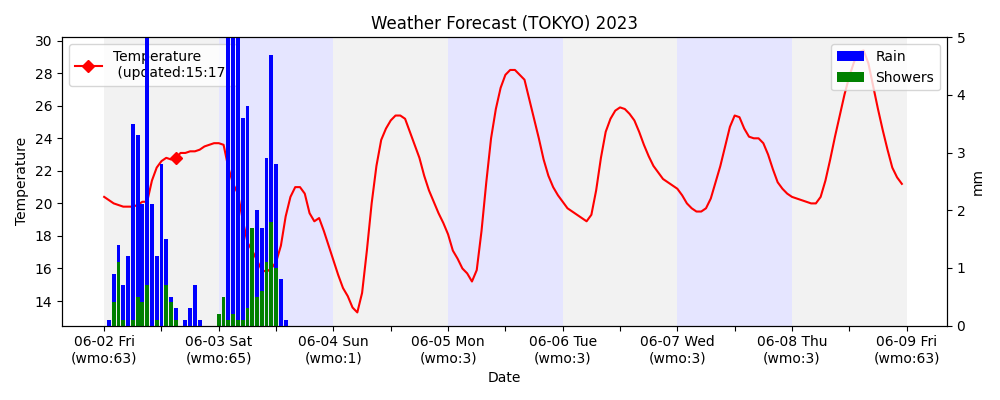 Weather Forecast (TOKYO) 2023
Temperature
(updated:15:17
Rain
Showers
30
28
26
24
22
20
18
16
14
Temperature
5
4
3
2
1
0
mm
06-02 Fri
(wmo:63)
06-03 Sat
(wmo:65)
06-04 Sun
(wmo:1)
06-05 Mon
(wmo:3)
06-06 Tue
(wmo:3)
06-07 Wed
(wmo:3)
06-08 Thu
(wmo:3)
06-09 Fri
(wmo:63)
Date